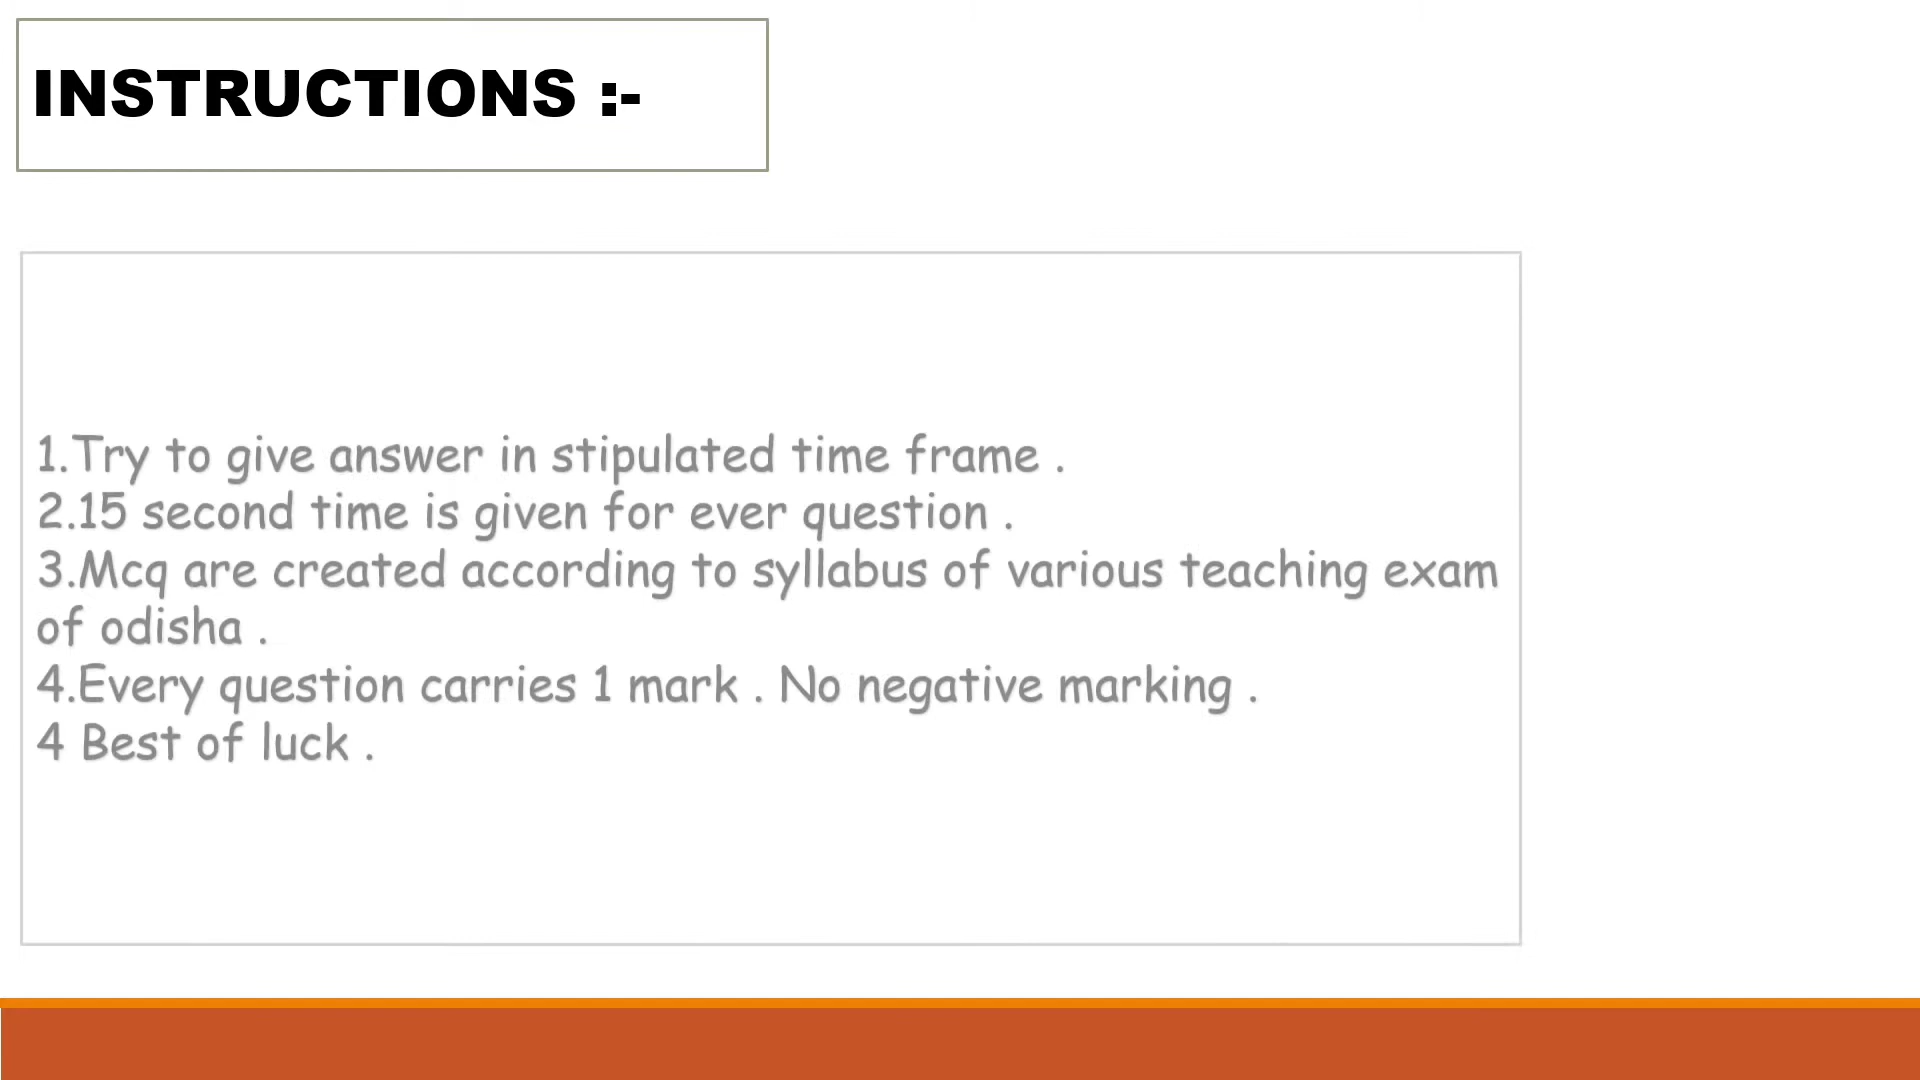 INSTRUCTIONS :-
1.Try to give answer in stipulated time frame .
2.15 second time is given for ever question .
3.Mcq are created according to syllabus of various teaching exam
of odisha .
4.Every question carries 1 mark . No negative marking .
4 Best of luck .